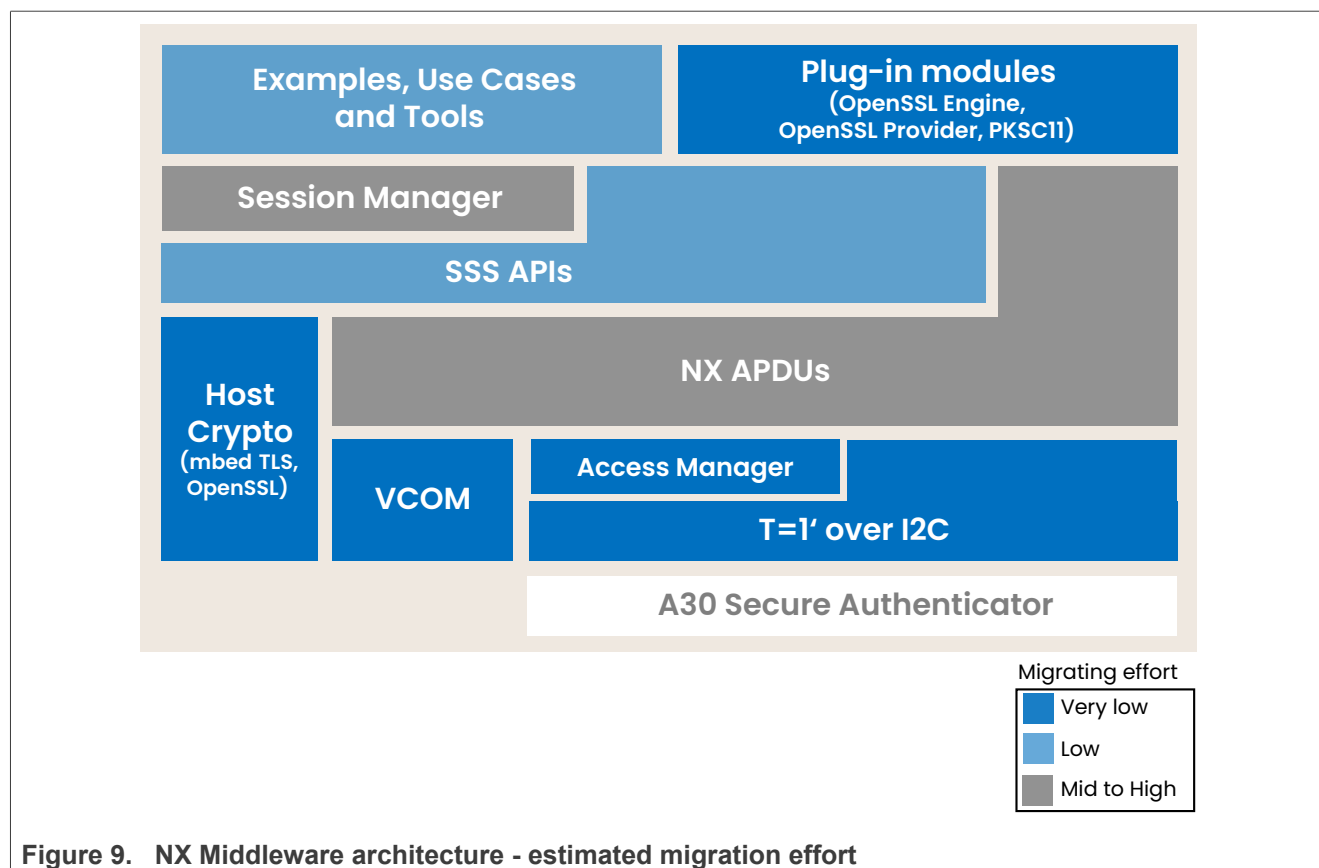 Examples, Use Cases
and Tools
Plug-in modules
(OpenSSL Engine,
OpenSSL Provider, PKSC11)
Session Manager
SSS APIs
NX APDUs
Host
Crypto
(mbed TLS,
OpenSSL)
VCOM
Access Manager
T=1‘ over I2C
A30 Secure Authenticator
Migrating effort
Very low
Low
Mid to High
Figure 9. NX Middleware architecture - estimated migration effort